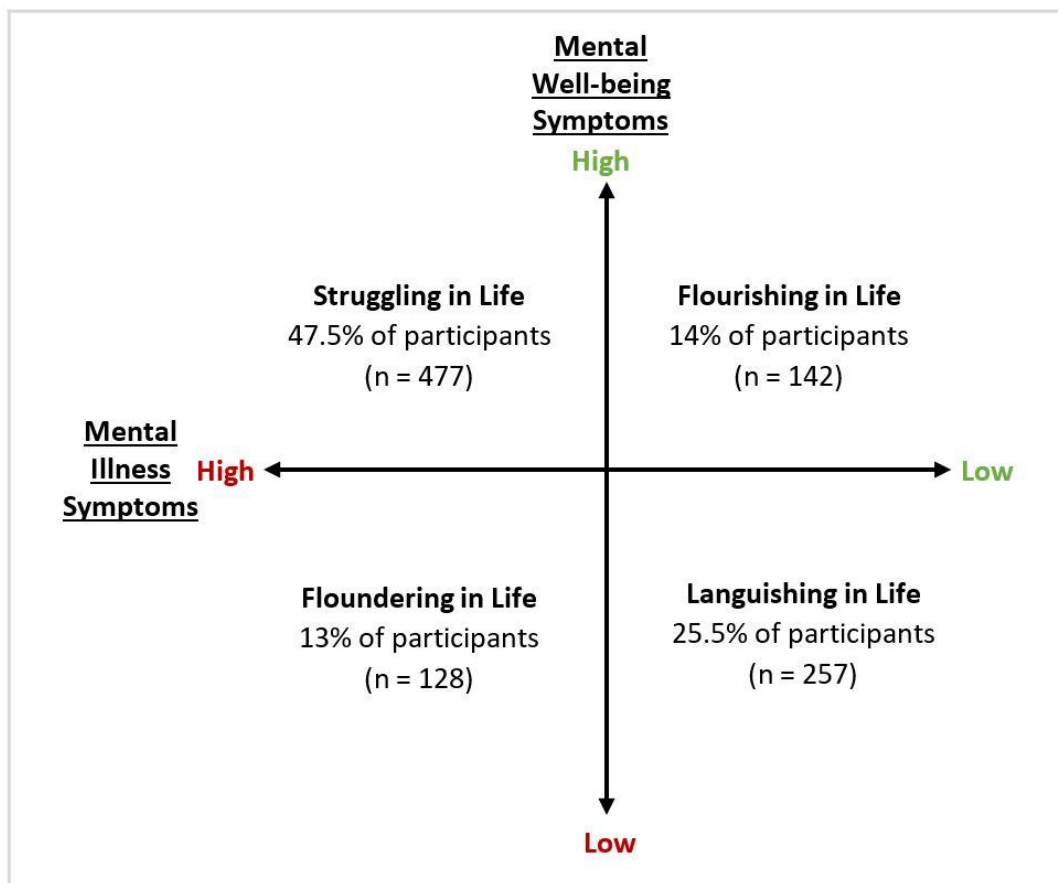 Mental
Well-being
Symptoms
High
Struggling in Life
47.5% of participants
(n = 477)
Flourishing in Life
14% of participants
(n = 142)
Mental
Illness
Symptoms
High
Low
Floundering in Life
13% of participants
(n = 128)
Languishing in Life
25.5% of participants
(n = 257)
Low